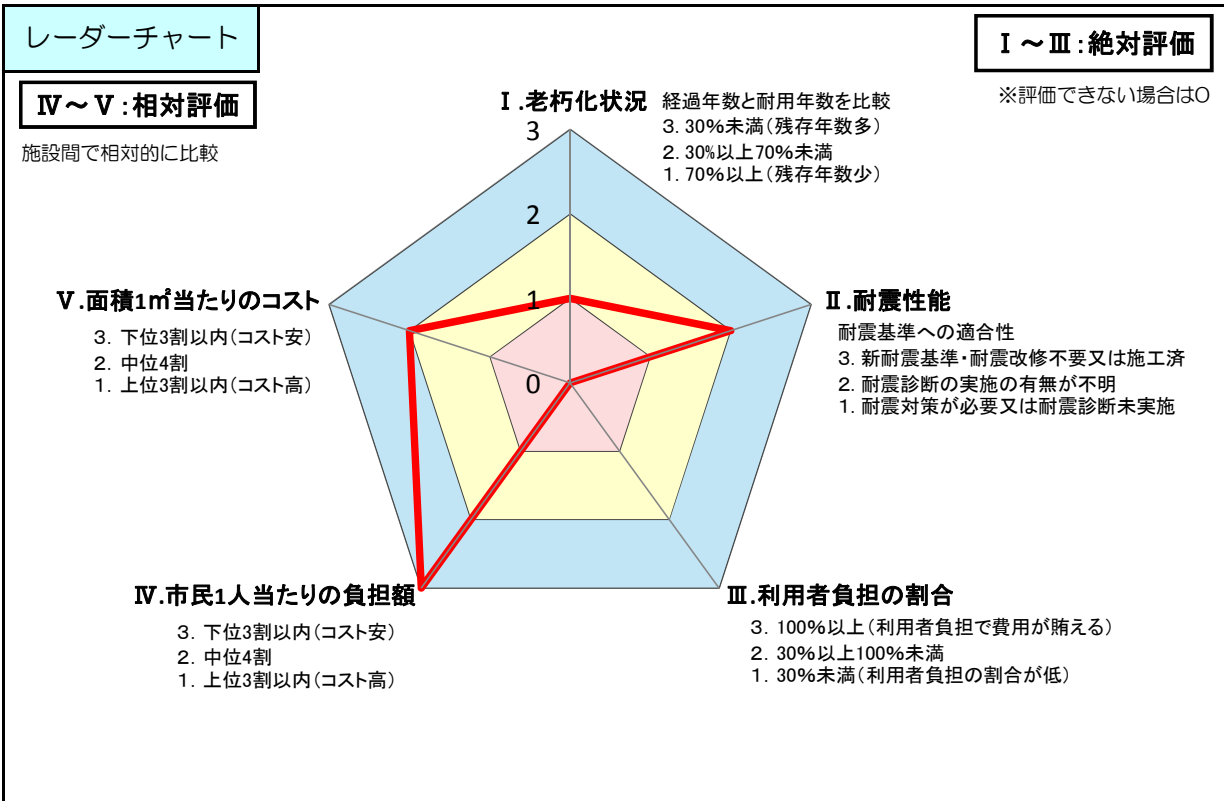 レーダーチャート
Ⅰ～Ⅲ:絶対評価
※評価できない場合は0
Ⅳ～Ⅴ:相対評価
施設間で相対的に比較
Ⅰ.老朽化状況
経過年数と耐用年数を比較
3. 30%未満(残存年数多)
2. 30%以上70%未満
1. 70%以上(残存年数少)
3
2
1
0
Ⅴ.面積1㎡当たりのコスト
3. 下位3割以内(コスト安)
2. 中位4割
1. 上位3割以内(コスト高)
Ⅱ.耐震性能
耐震基準への適合性
3. 新耐震基準・耐震改修不要又は施工済
2. 耐震診断の実施の有無が不明
1. 耐震対策が必要又は耐震診断未実施
Ⅳ.市民1人当たりの負担額
3. 下位3割以内(コスト安)
2. 中位4割
1. 上位3割以内(コスト高)
Ⅲ.利用者負担の割合
3. 100%以上(利用者負担で費用が賄える)
2. 30%以上100%未満
1. 30%未満(利用者負担の割合が低)